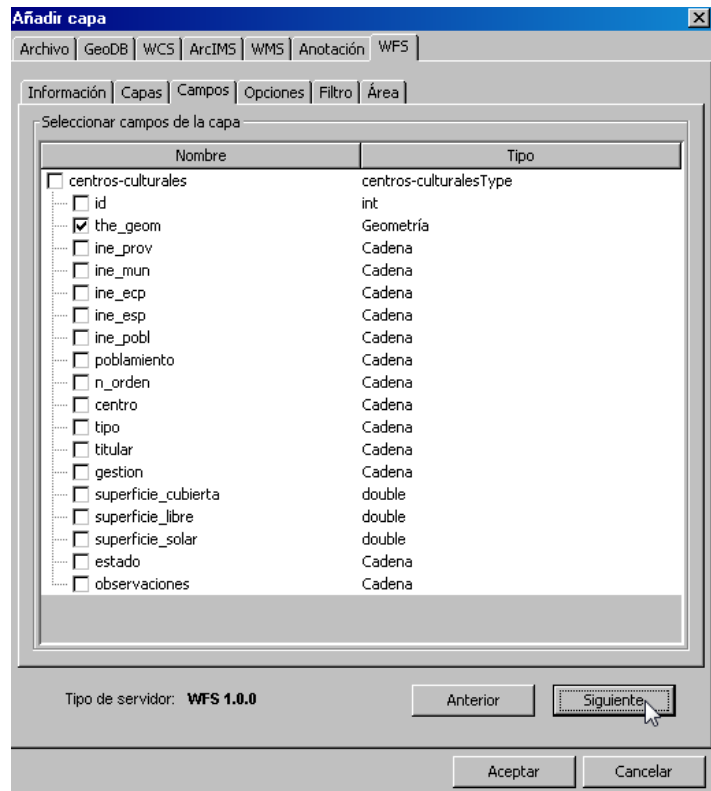 Añadir capa
Archivo GeoDB WCS ArcIMS WMS Anotación WFS
Información Capas Campos Opciones Filtro Área
Seleccionar campos de la capa
Nombre Tipo
centros-culturales centros-culturalesType
id int
the_geom Geometría
ine_prov Cadena
ine_mun Cadena
ine_ecp Cadena
ine_esp Cadena
ine_pobl Cadena
poblamiento Cadena
n_orden Cadena
centro Cadena
tipo Cadena
titular Cadena
gestion Cadena
superficie_cubierta double
superficie_libre double
superficie_solar double
estado Cadena
observaciones Cadena
Tipo de servidor: WFS 1.0.0 Anterior Siguiente
Aceptar Cancelar